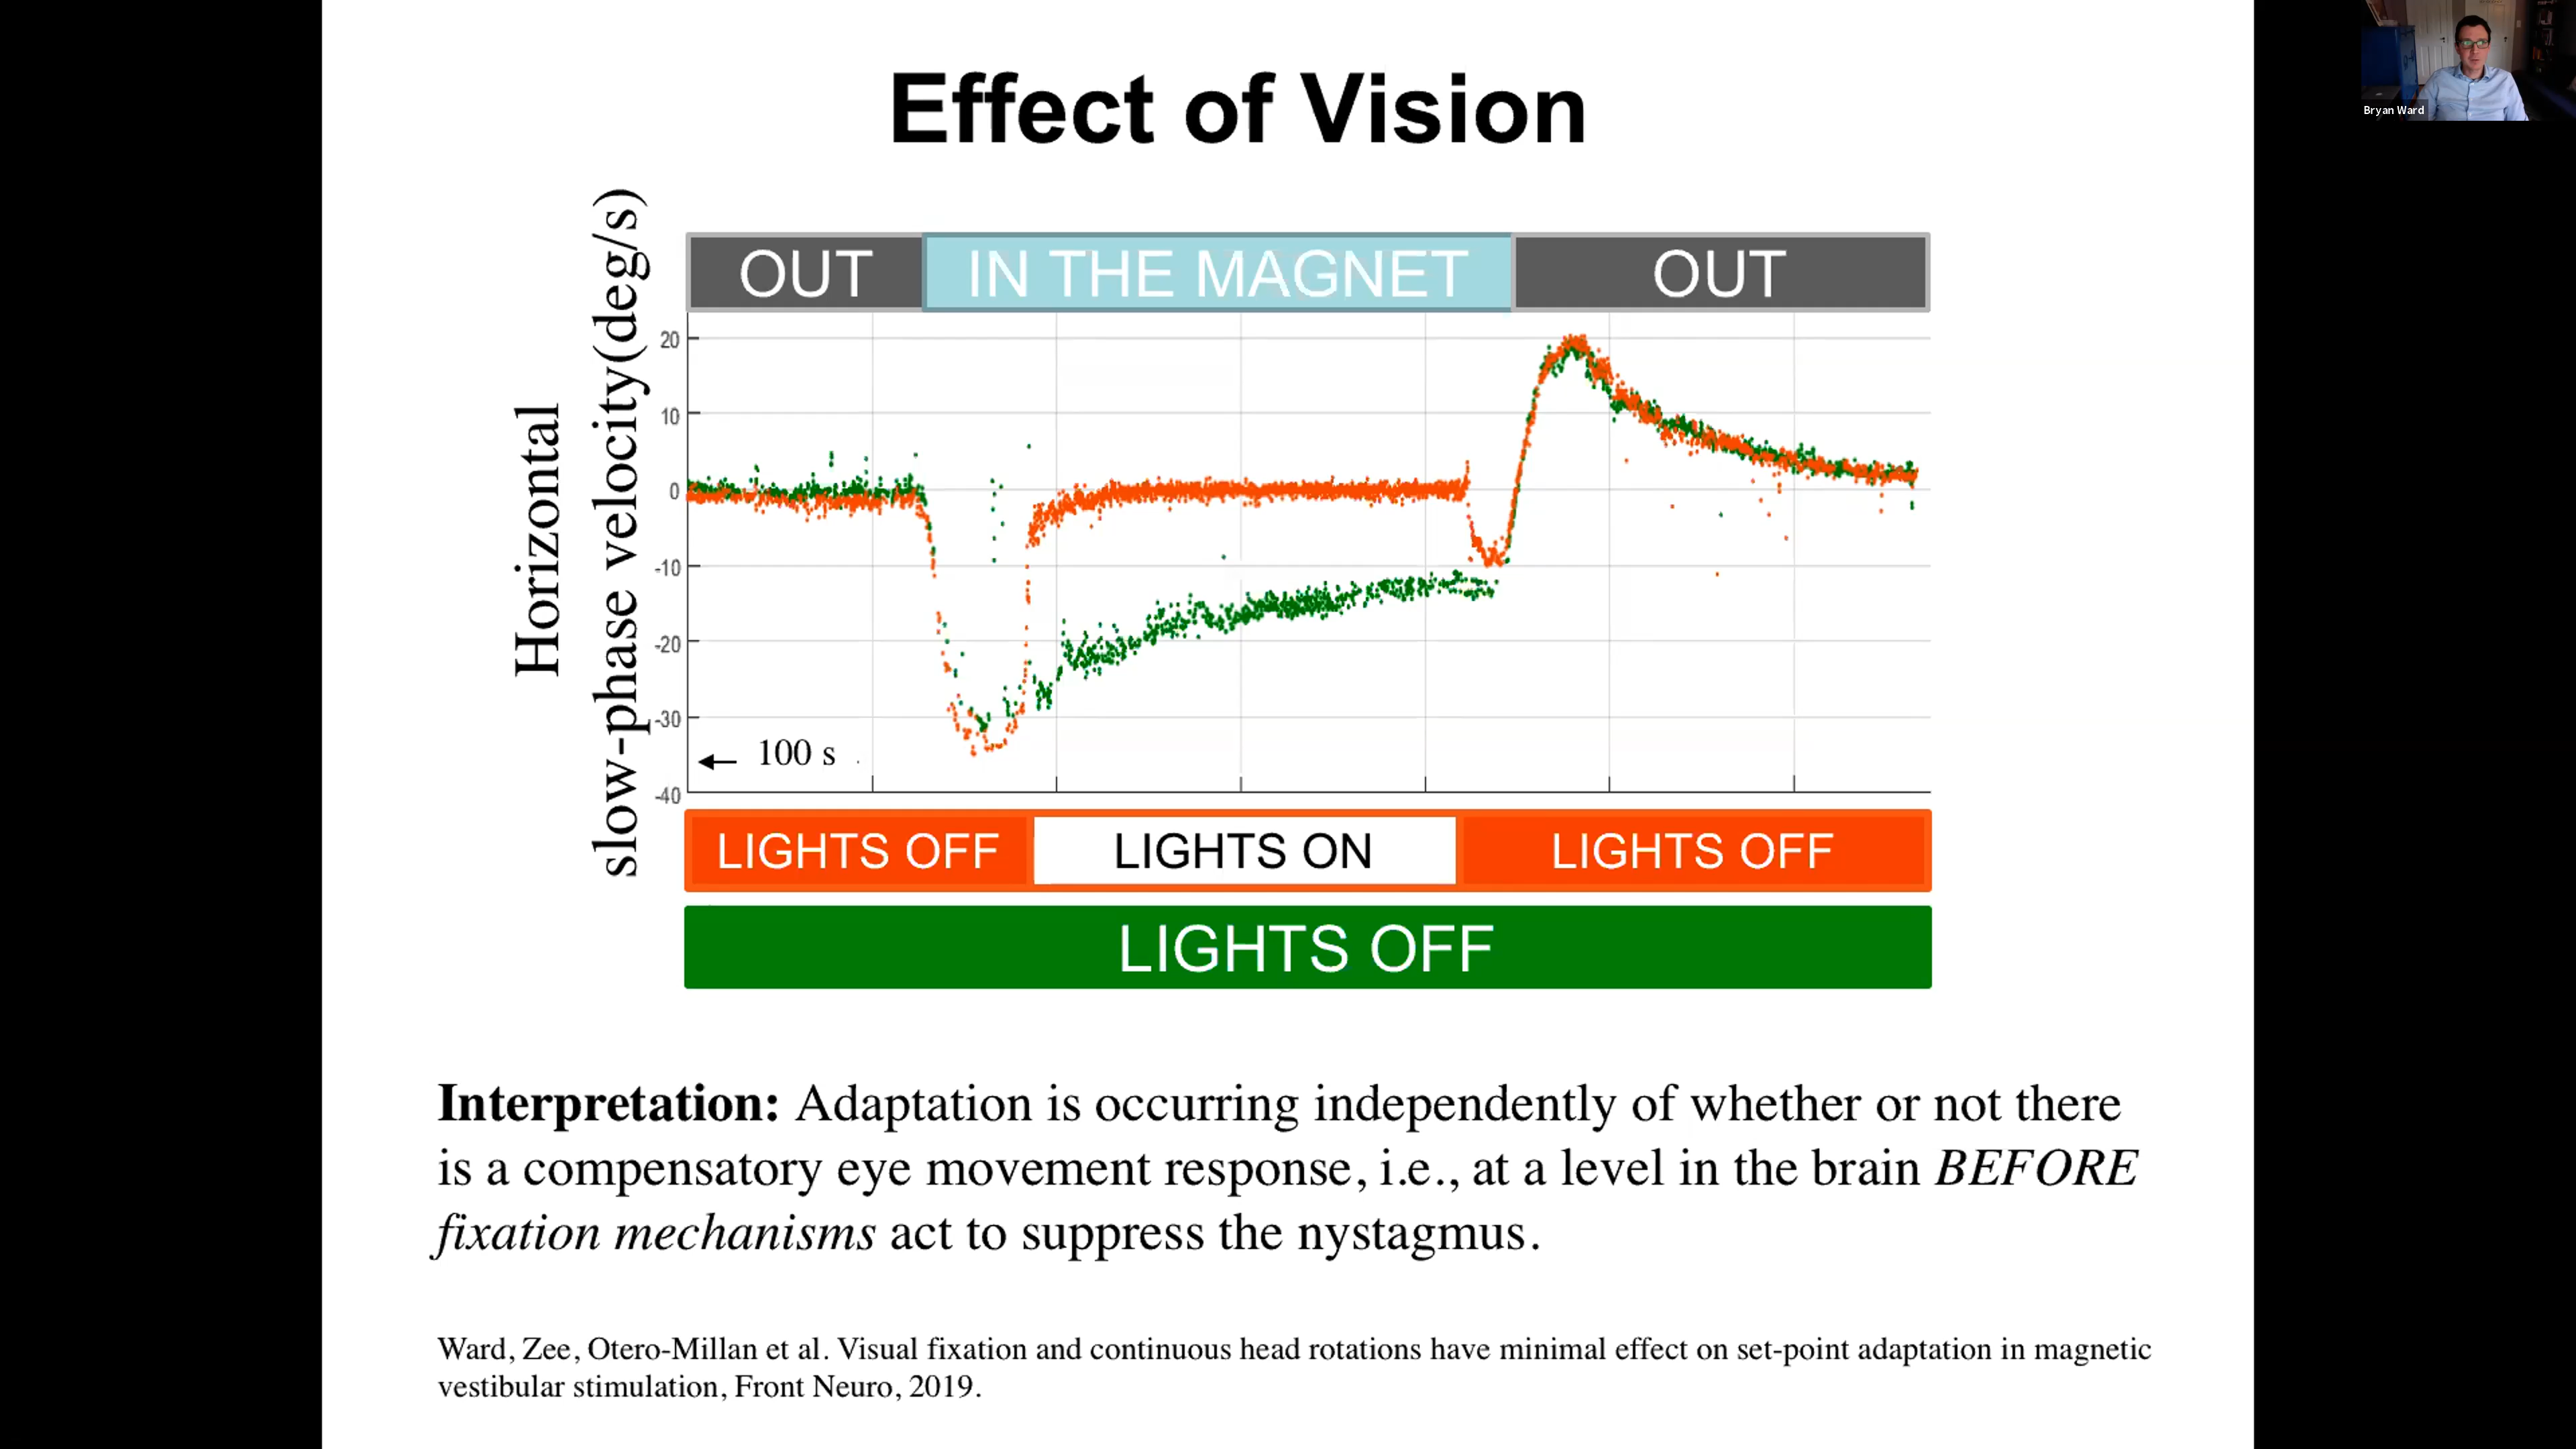 Effect of Vision
Bryan Ward
Horizontal
slow-phase velocity(deg/s)
OUT
IN THE MAGNET
OUT
20
10
0
-10
-20
-30
-40
100 s
LIGHTS OFF
LIGHTS ON
LIGHTS OFF
LIGHTS OFF
Interpretation: Adaptation is occurring independently of whether or not there
is a compensatory eye movement response, i.e., at a level in the brain BEFORE
fixation mechanisms act to suppress the nystagmus.
Ward, Zee, Otero-Millan et al. Visual fixation and continuous head rotations have minimal effect on set-point adaptation in magnetic
vestibular stimulation, Front Neuro, 2019.